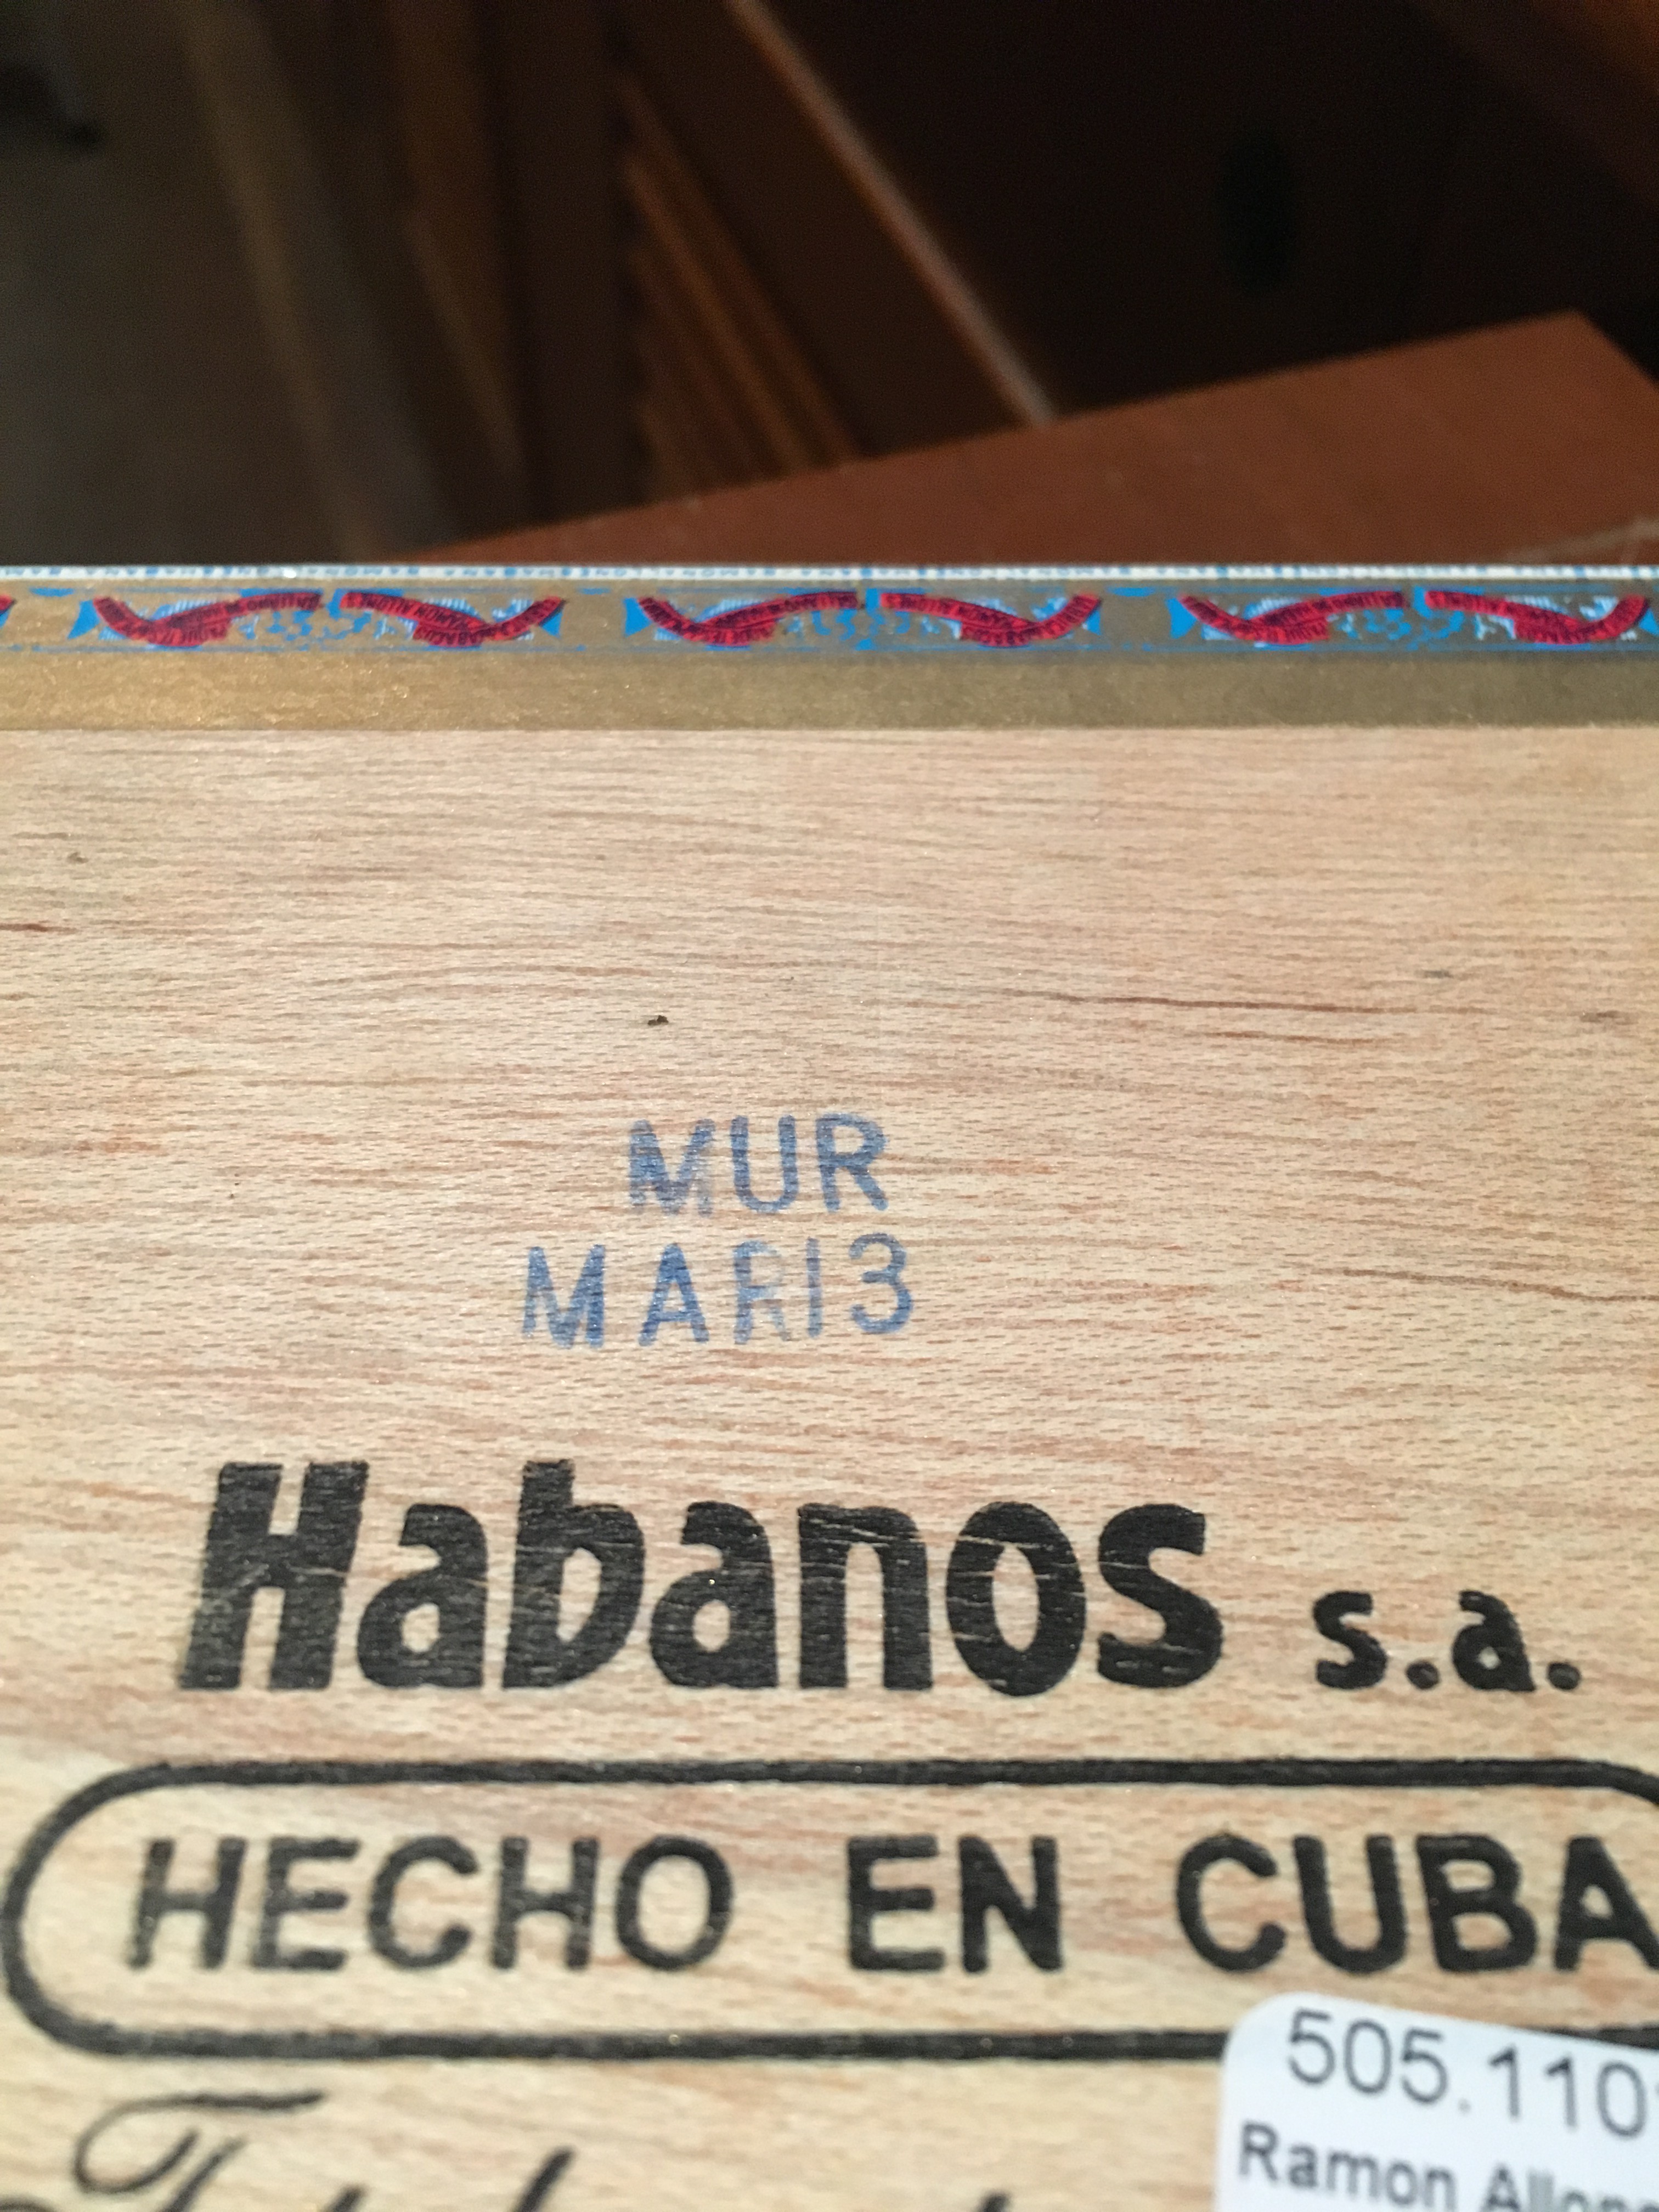 MUR
MAR13
Habanos s.a.
HECHO EN CUBA
505.110
Ramon